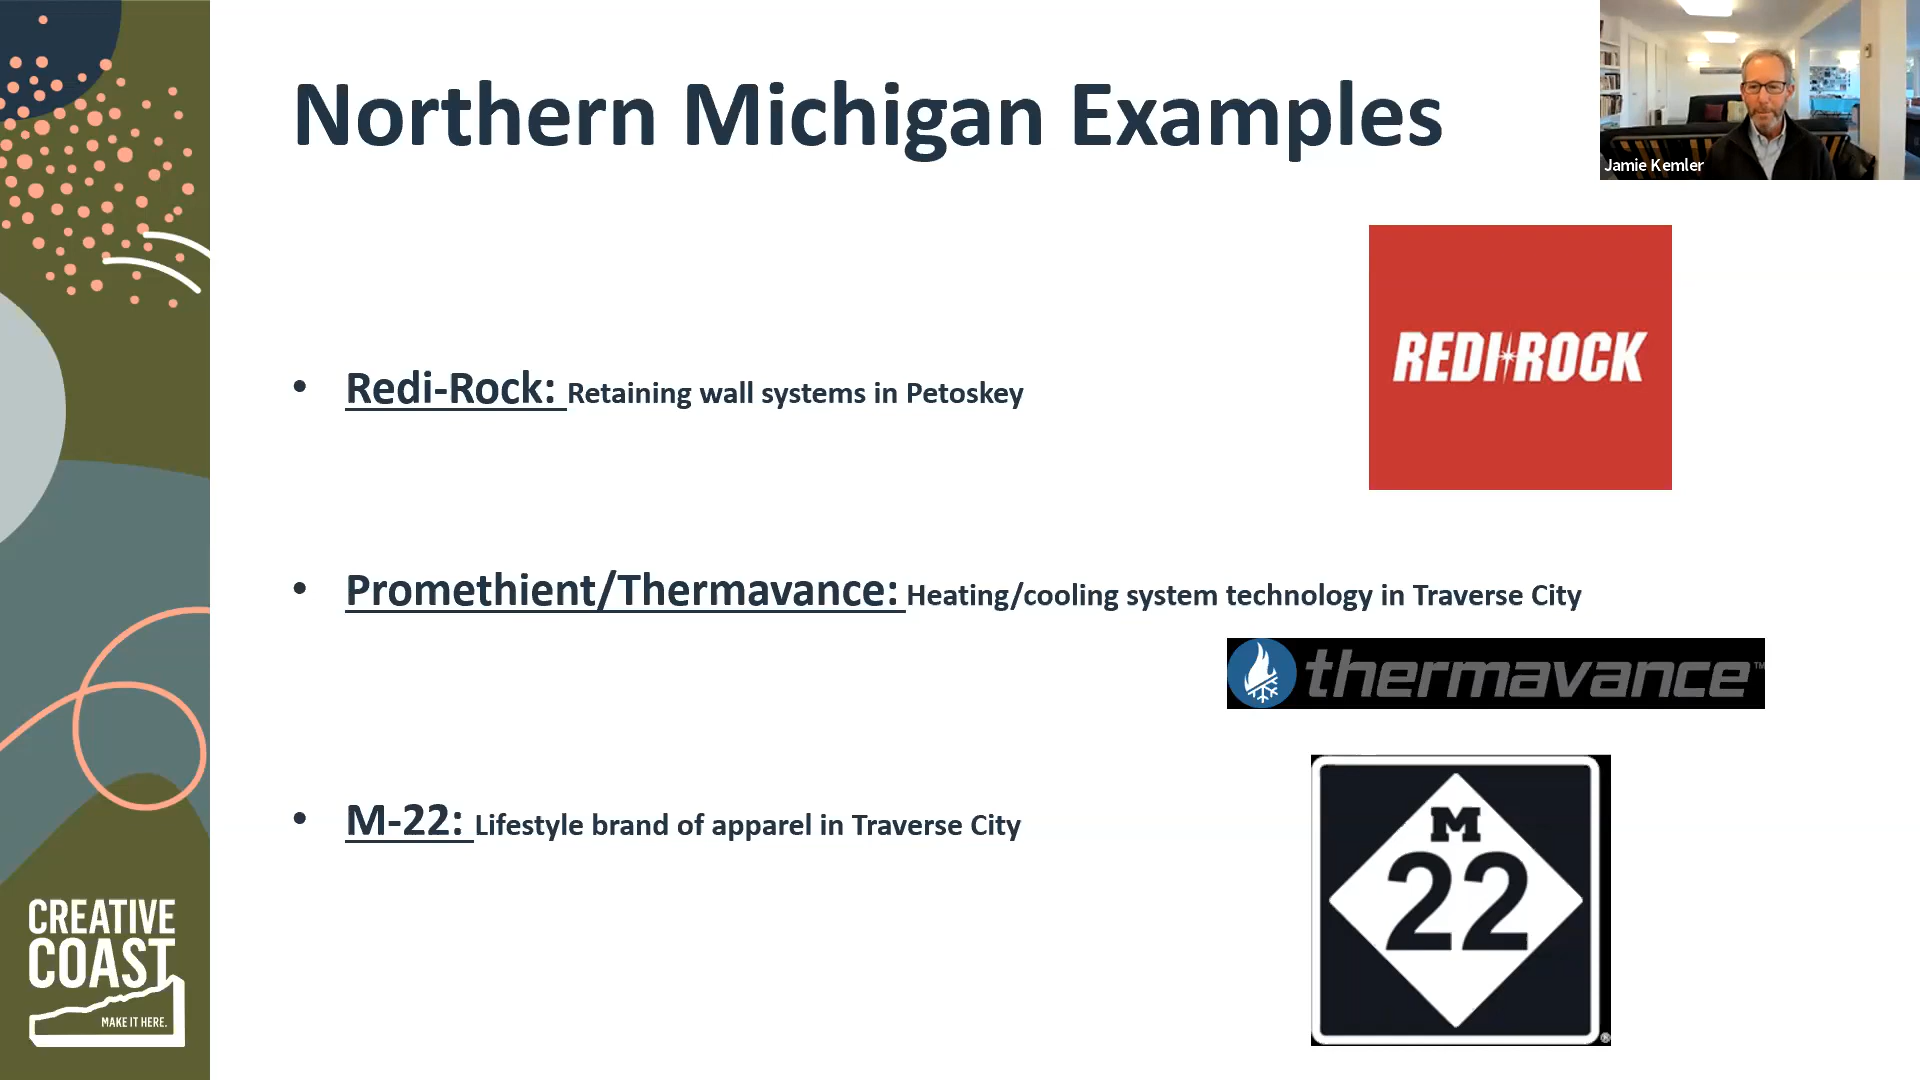 Northern Michigan Examples
Jamie Kemler
REDI ROCK
• Redi-Rock: Retaining wall systems in Petoskey
• Promethient/Thermavance: Heating/cooling system technology in Traverse City
thermavance™
• M-22: Lifestyle brand of apparel in Traverse City
M
22
®
CREATIVE
COAST
MAKE IT HERE.